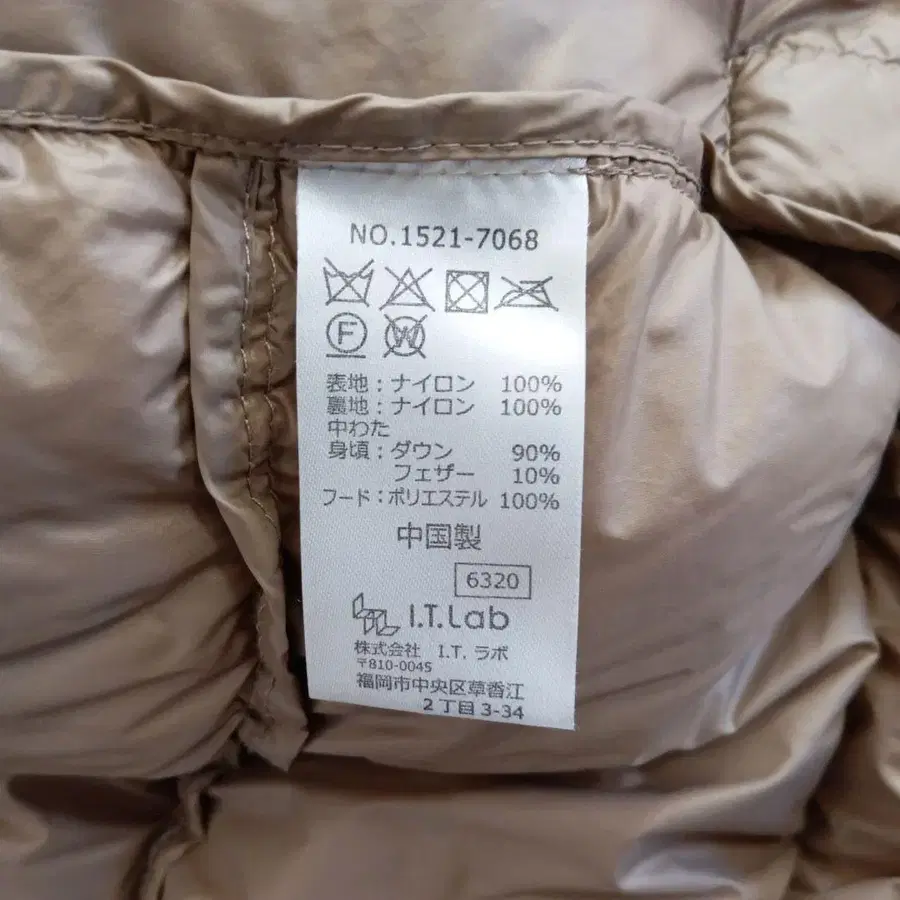 NO.1521-7068
F W
表地：ナイロン 100%
裏地：ナイロン 100%
中わた
身頃：ダウン 90%
フェザー 10%
フード：ポリエステル 100%
中国製
6320
I.T.Lab
株式会社 I.T. ラボ
〒810-0045
福岡市中央区草香江
２丁目 3-34